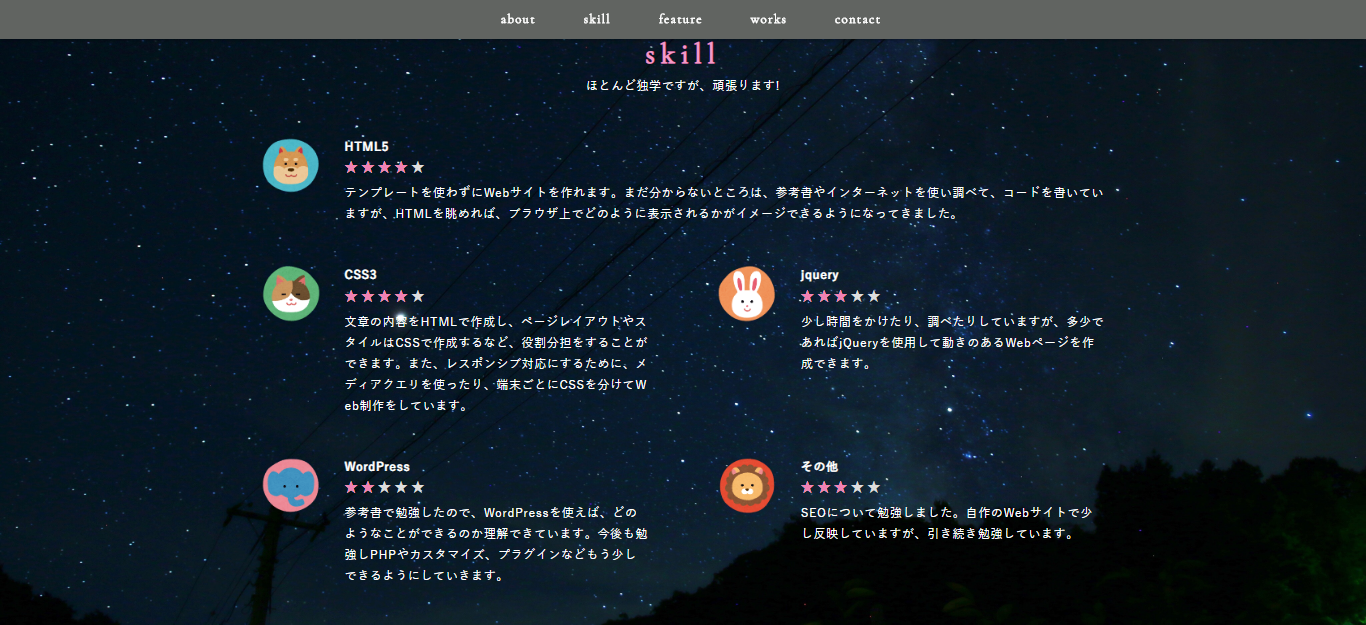 about skill feature works contact
skill
ほとんど独学ですが、頑張ります!
HTML5
★★★★★
テンプレートを使わずにWebサイトを作れます。まだ分からないところは、参考書やインターネットを使い調べて、コードを書いてい
ますが、HTMLを眺めれば、ブラウザ上でどのように表示されるかがイメージできるようになってきました。
CSS3
★★★★★
文章の内容をHTMLで作成し、ページレイアウトやス
タイルはCSSで作成するなど、役割分担をすることが
できます。また、レスポンシブ対応にするために、メ
ディアクエリを使ったり、端末ごとにCSSを分けてW
eb制作をしています。
jquery
★★★★★
少し時間をかけたり、調べたりしていますが、多少で
あればjQueryを使用して動きのあるWebページを作
成できます。
WordPress
★★★★★
参考書で勉強したので、WordPressを使えば、どの
ようなことができるのか理解できています。今後も勉
強しPHPやカスタマイズ、プラグインなどもう少し
できるようにしていきます。
その他
★★★★★
SEOについて勉強しました。自作のWebサイトで少
し反映していますが、引き続き勉強しています。